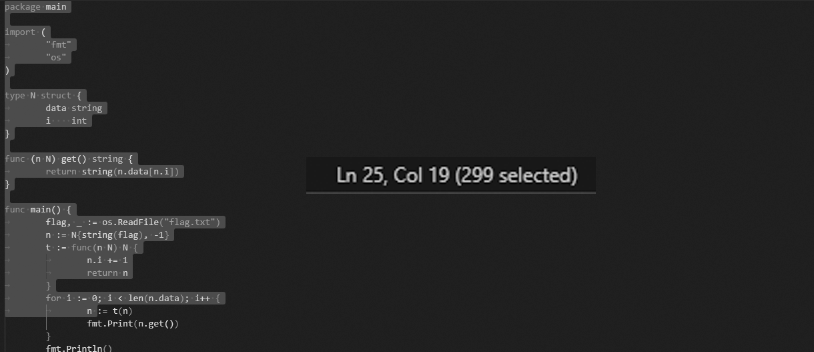 package main
import (
"fmt"
"os"
)
type N struct {
data string
i int
}
func (n N) get() string {
return string(n.data[n.i])
}
func main() {
flag, _ := os.ReadFile("flag.txt")
n := N{string(flag), -1}
t := func(n N) N {
n.i += 1
return n
}
for i := 0; i < len(n.data); i++ {
n := t(n)
fmt.Print(n.get())
}
fmt.Println()
Ln 25, Col 19 (299 selected)